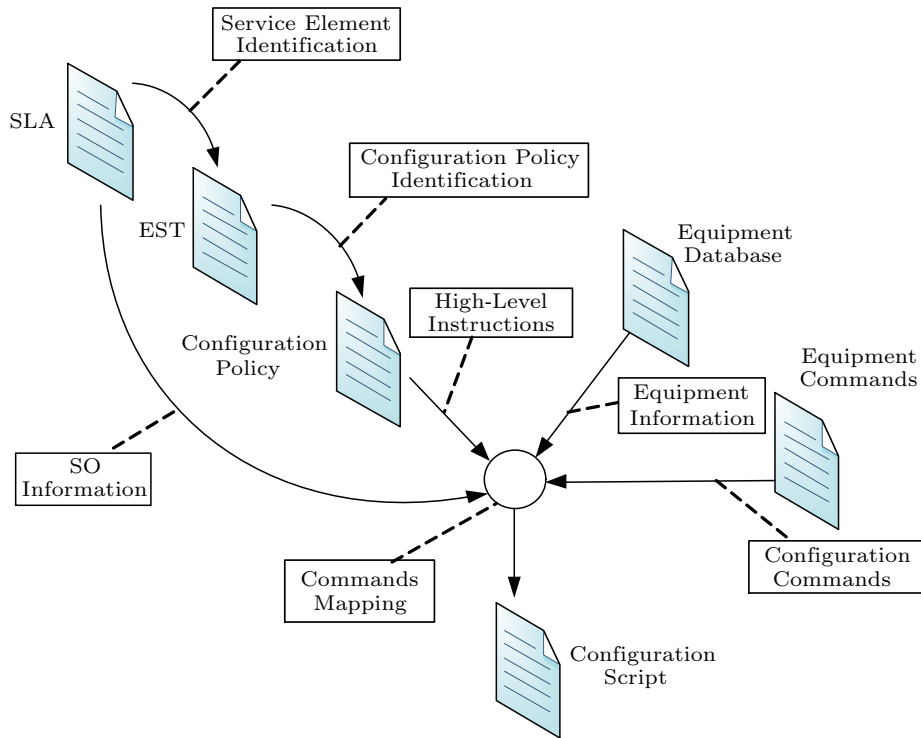 Service Element
Identification
SLA
Configuration Policy
Identification
EST
Equipment
Database
High-Level
Instructions
Configuration
Policy
Equipment
Commands
Equipment
Information
SO
Information
Configuration
Commands
Commands
Mapping
Configuration
Script